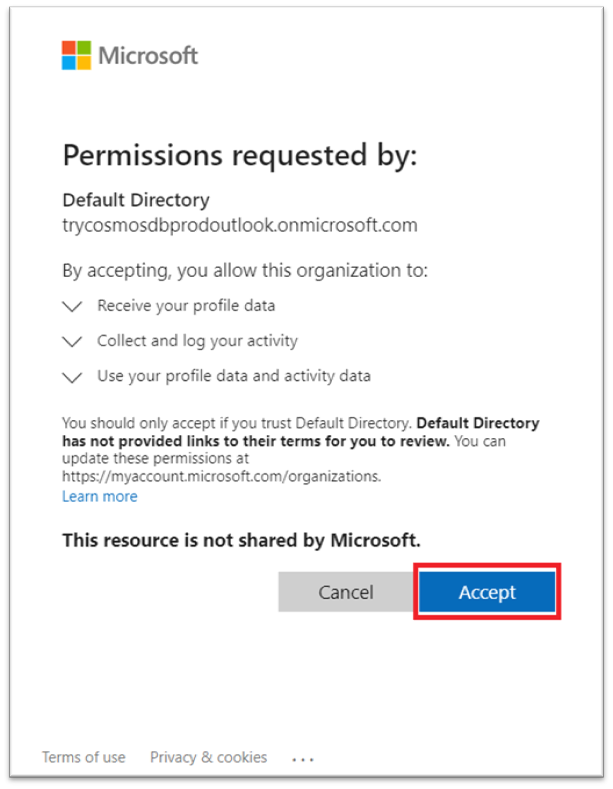 Microsoft
Permissions requested by:
Default Directory
trycosmosdbprodoutlook.onmicrosoft.com
By accepting, you allow this organization to:
Receive your profile data
Collect and log your activity
Use your profile data and activity data
You should only accept if you trust Default Directory. Default Directory
has not provided links to their terms for you to review. You can
update these permissions at
https://myaccount.microsoft.com/organizations.
Learn more
This resource is not shared by Microsoft.
Cancel Accept
Terms of use Privacy & cookies ...